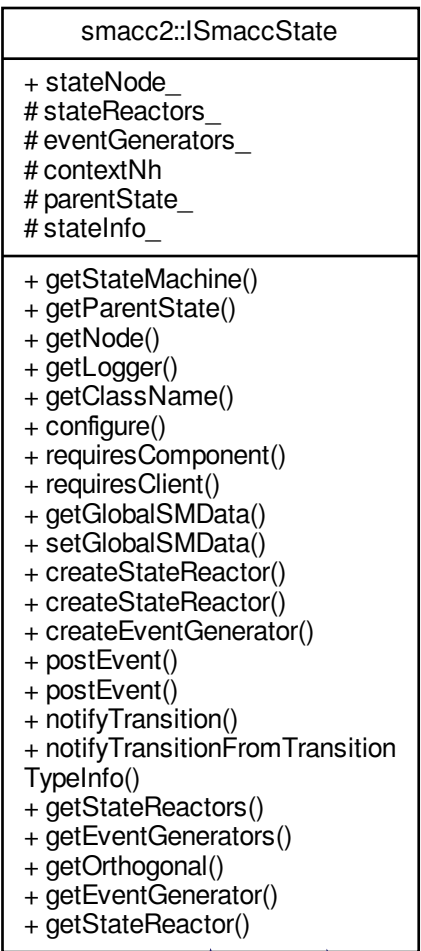 smacc2::ISmaccState
+ stateNode_
# stateReactors_
# eventGenerators_
# contextNh
# parentState_
# stateInfo_
+ getStateMachine()
+ getParentState()
+ getNode()
+ getLogger()
+ getClassName()
+ configure()
+ requiresComponent()
+ requiresClient()
+ getGlobalSMData()
+ setGlobalSMData()
+ createStateReactor()
+ createStateReactor()
+ createEventGenerator()
+ postEvent()
+ postEvent()
+ notifyTransition()
+ notifyTransitionFromTransition
TypeInfo()
+ getStateReactors()
+ getEventGenerators()
+ getOrthogonal()
+ getEventGenerator()
+ getStateReactor()